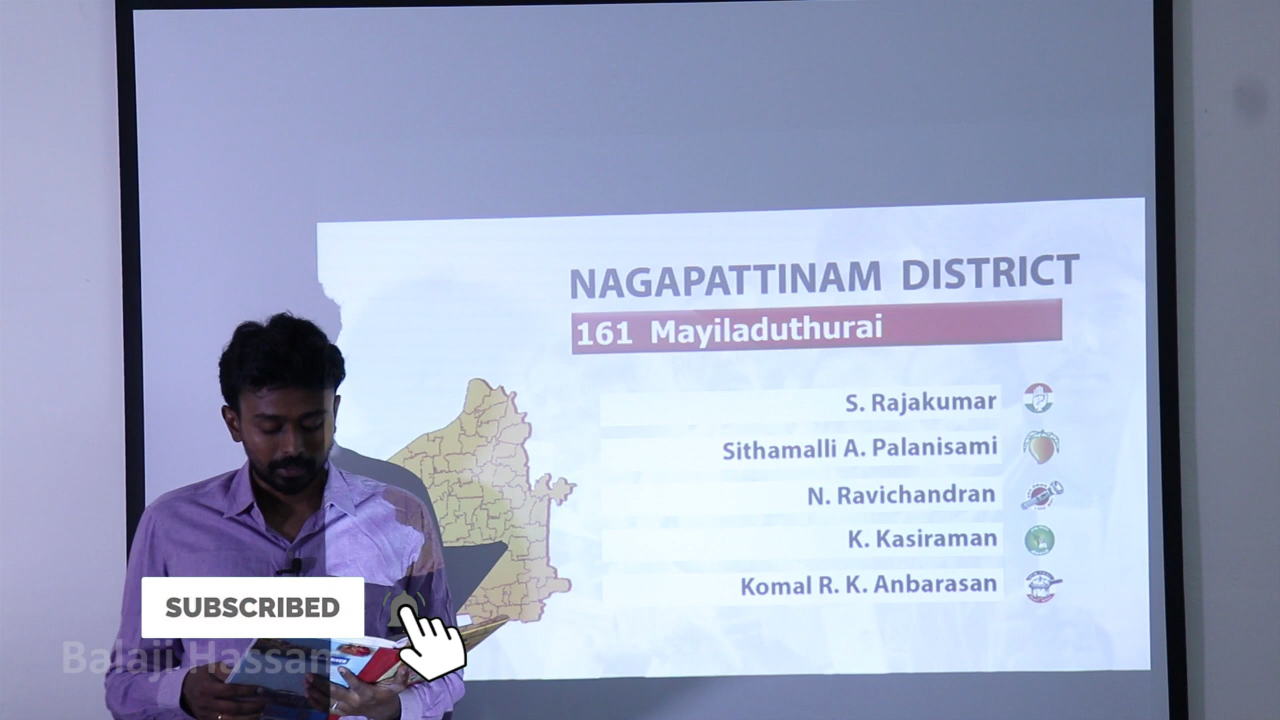 NAGAPATTINAM DISTRICT
161 Mayiladuthurai
S. Rajakumar
Sithamalli A. Palanisami
N. Ravichandran
K. Kasiraman
Komal R. K. Anbarasan
SUBSCRIBED
Balaji Hassan